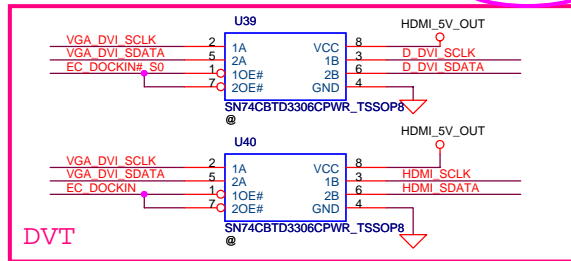 U39
HDMI_5V_OUT
VGA_DVI_SCLK 2 1A VCC 8
VGA_DVI_SDATA 5 2A 1B 3 D_DVI_SCLK
EC_DOCKIN#_S0 1 1OE# 2B 6 D_DVI_SDATA
7 2OE# GND 4
SN74CBTD3306CPWR_TSSOP8
@
U40
HDMI_5V_OUT
VGA_DVI_SCLK 2 1A VCC 8
VGA_DVI_SDATA 5 2A 1B 3 HDMI_SCLK
EC_DOCKIN 1 1OE# 2B 6 HDMI_SDATA
7 2OE# GND 4
SN74CBTD3306CPWR_TSSOP8
@
DVT